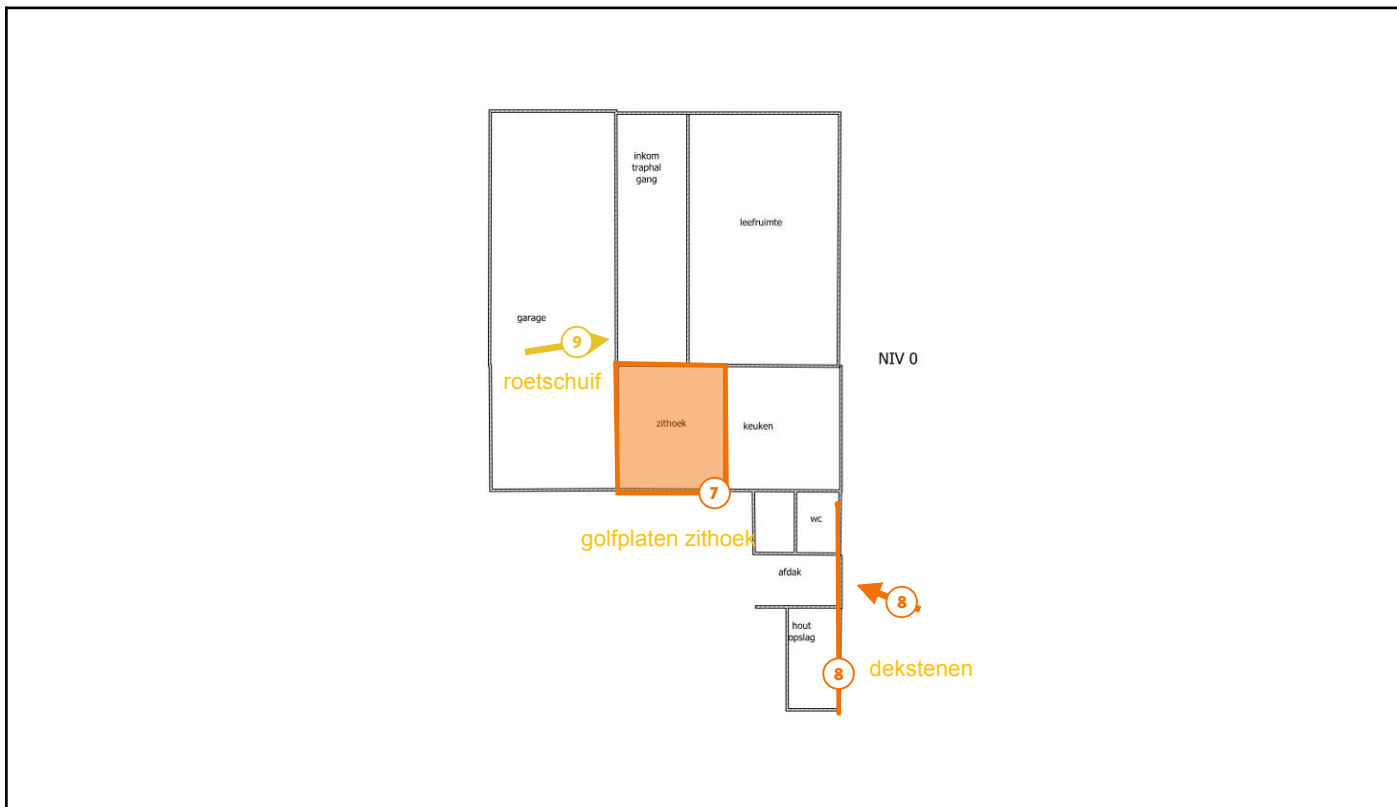 inkom
traphal
gang
leefruimte
garage
9
roetschuif
NIV 0
zithoek
keuken
7
golfplaten zithoek
wc
afdak
8
hout
opslag
8
dekstenen